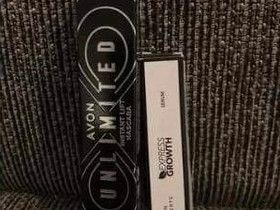 AVON
UNLIMITED
INSTANT LIFT
MASCARA
EXPRESS
GROWTH
SERUM